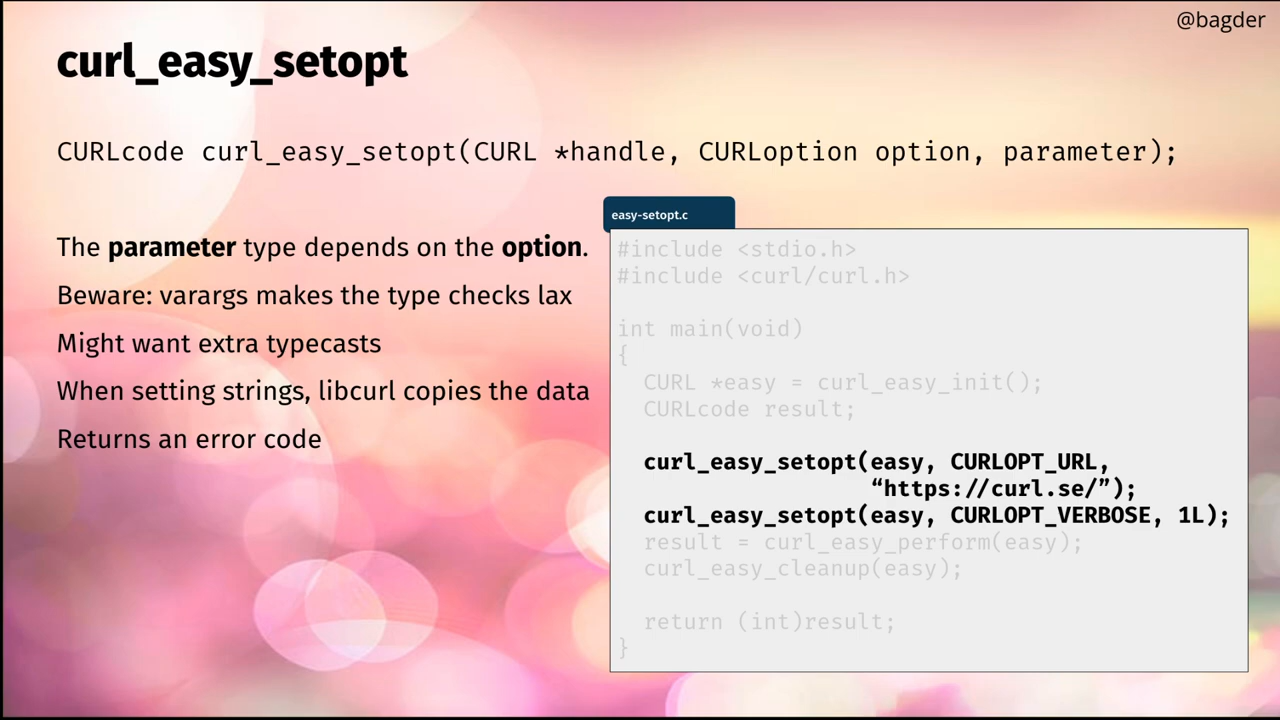 @bagder
curl_easy_setopt
CURLcode curl_easy_setopt(CURL *handle, CURLoption option, parameter);
The parameter type depends on the option.
Beware: varargs makes the type checks lax
Might want extra typecasts
When setting strings, libcurl copies the data
Returns an error code
easy-setopt.c
#include <stdio.h>
#include <curl/curl.h>
int main(void)
{
  CURL *easy = curl_easy_init();
  CURLcode result;
  curl_easy_setopt(easy, CURLOPT_URL,
                   “https://curl.se/”);
  curl_easy_setopt(easy, CURLOPT_VERBOSE, 1L);
  result = curl_easy_perform(easy);
  curl_easy_cleanup(easy);
  return (int)result;
}